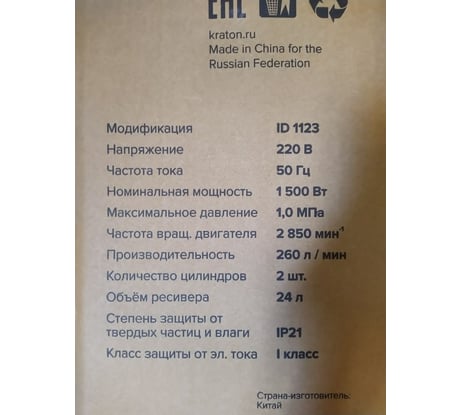 EAC
kraton.ru
Made in China for the
Russian Federation
Модификация ID 1123
Напряжение 220 В
Частота тока 50 Гц
Номинальная мощность 1 500 Вт
Максимальное давление 1,0 МПа
Частота вращ. двигателя 2 850 мин⁻¹
Производительность 260 л / мин
Количество цилиндров 2 шт.
Объём ресивера 24 л
Степень защиты от
твердых частиц и влаги IP21
Класс защиты от эл. тока I класс
Страна-изготовитель:
Китай